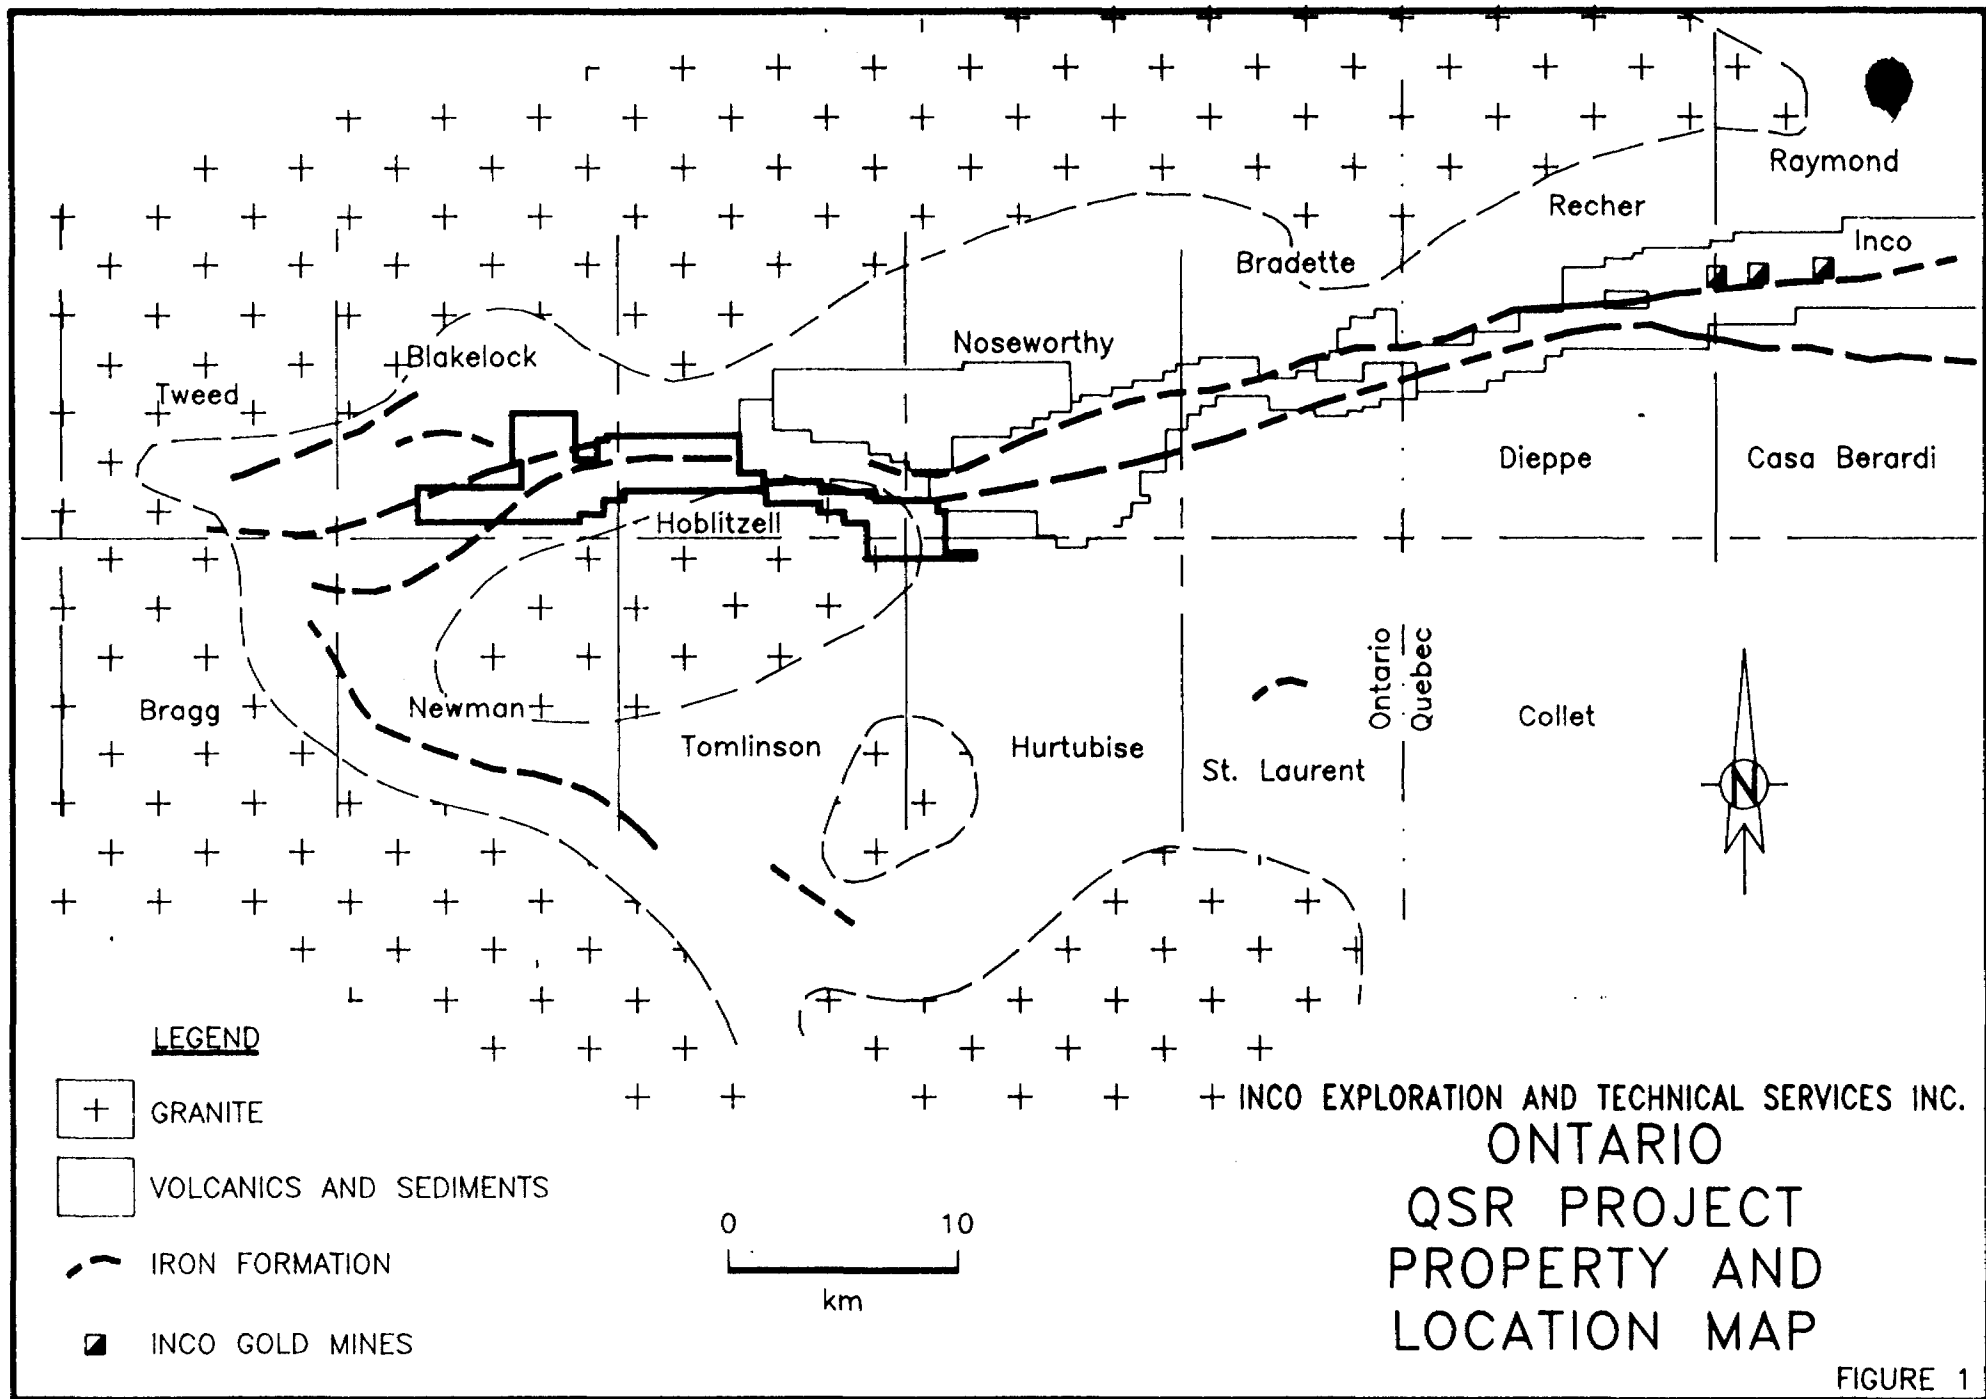 Raymond
Recher
Inco
Bradette
Noseworthy
Blakelock
Tweed
Dieppe
Casa Berardi
Hoblitzell
Ontario
Quebec
Bragg
Newman
Tomlinson
Hurtubise
St. Laurent
Collet
N
LEGEND
GRANITE
VOLCANICS AND SEDIMENTS
IRON FORMATION
INCO GOLD MINES
0 10
km
INCO EXPLORATION AND TECHNICAL SERVICES INC.
ONTARIO
QSR PROJECT
PROPERTY AND
LOCATION MAP
FIGURE 1